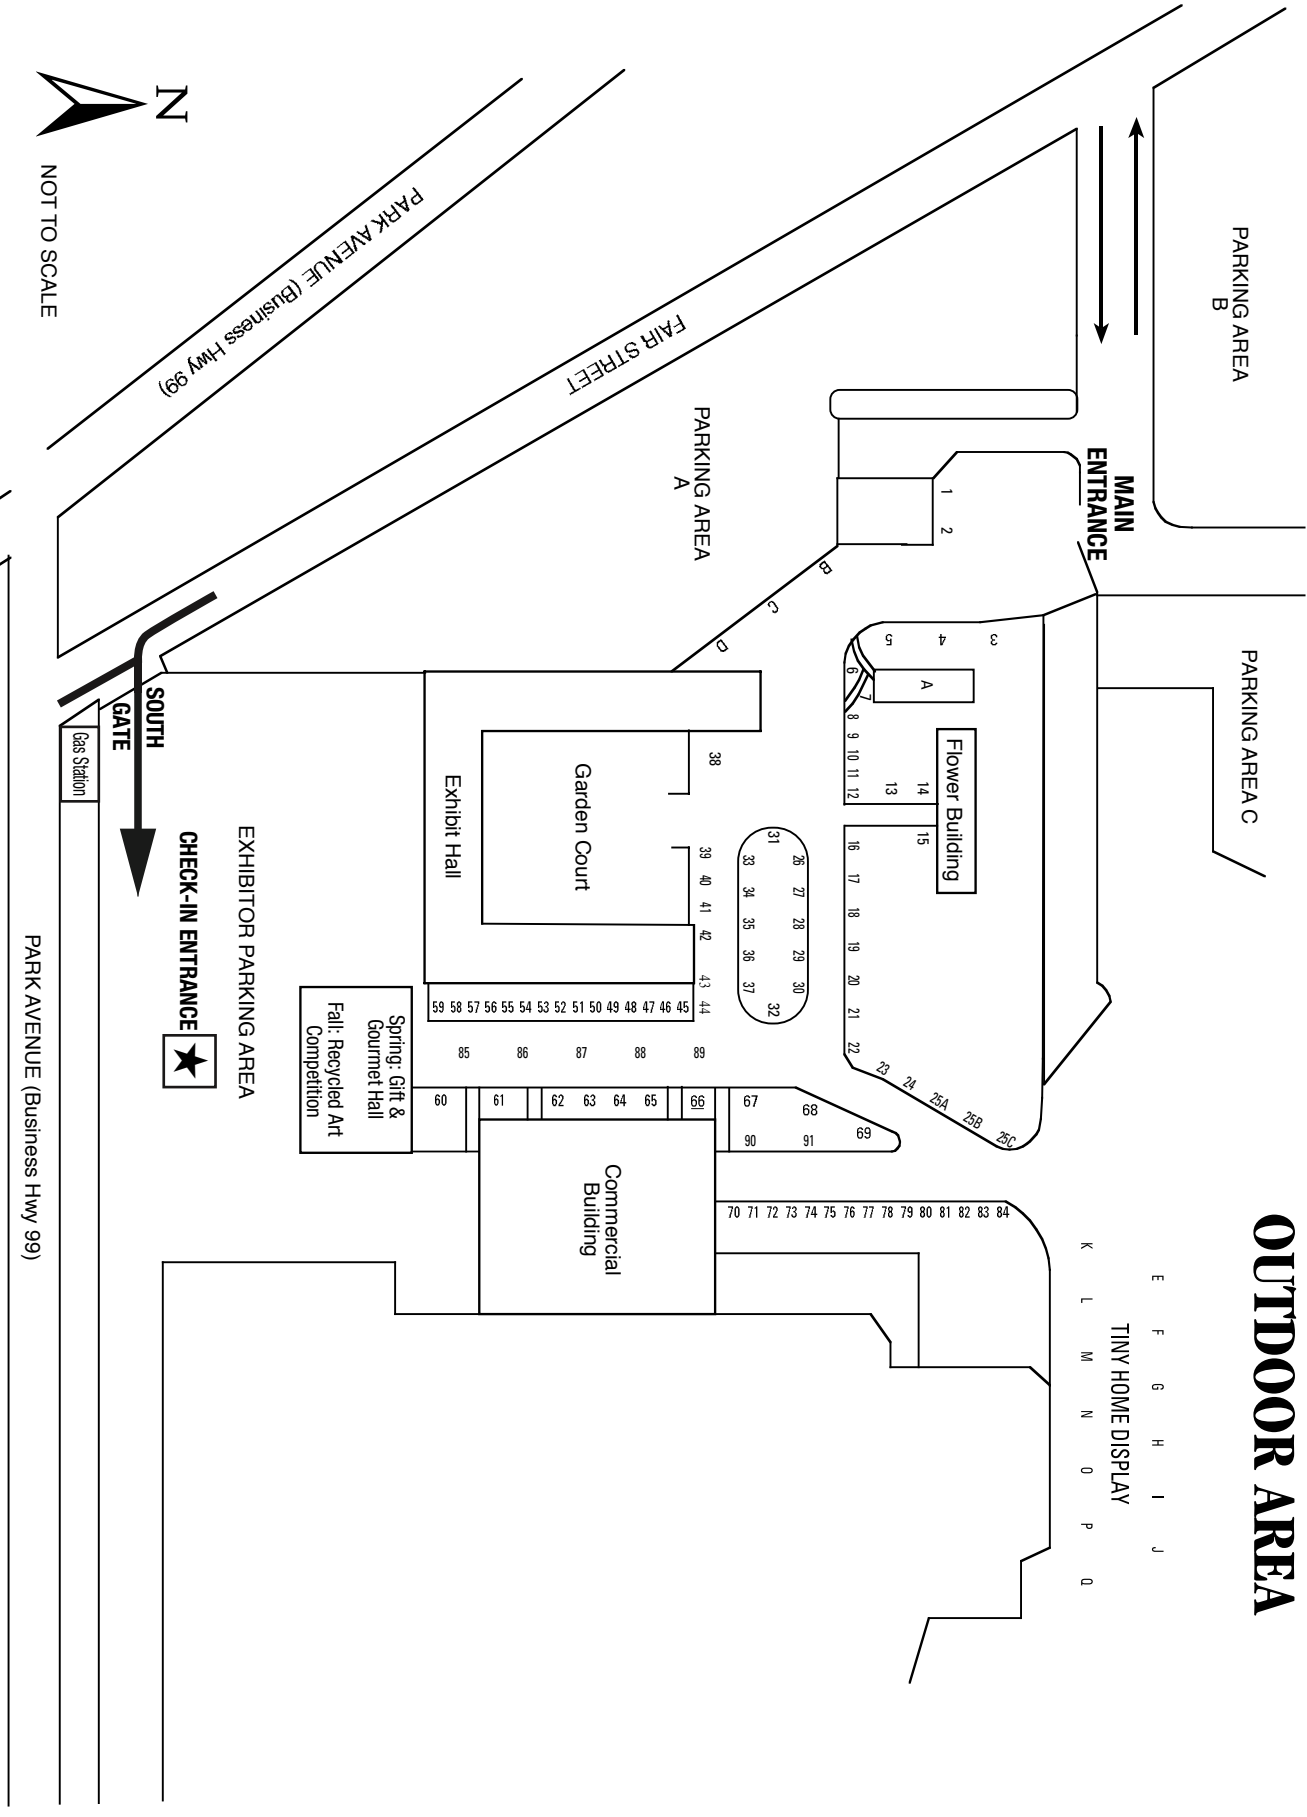 OUTDOOR AREA
N
NOT TO SCALE
PARK AVENUE (Business Hwy 99)
FAIR STREET
PARKING AREA
A
PARKING AREA
B
PARKING AREA C
MAIN
ENTRANCE
SOUTH
GATE
Gas Station
CHECK-IN ENTRANCE
EXHIBITOR PARKING AREA
PARK AVENUE (Business Hwy 99)
Exhibit Hall
Garden Court
Flower Building
Commercial
Building
Spring: Gift &
Gourmet Hall
Fall: Recycled Art
Competition
TINY HOME DISPLAY
E F G H I J
K L M N O P Q
A
B
C
D
1 2
3
4
5
6
7
8 9 10 11 12
13
14
15
16 17 18 19 20 21 22
23
24
25A
25B
25C
26 27 28 29 30
31
32
33 34 35 36 37
38
39 40 41 42 43 44
59 58 57 56 55 54 53 52 51 50 49 48 47 46 45
85 86 87 88 89
60 61 62 63 64 65 66 67
68
69
90 91
70 71 72 73 74 75 76 77 78 79 80 81 82 83 84